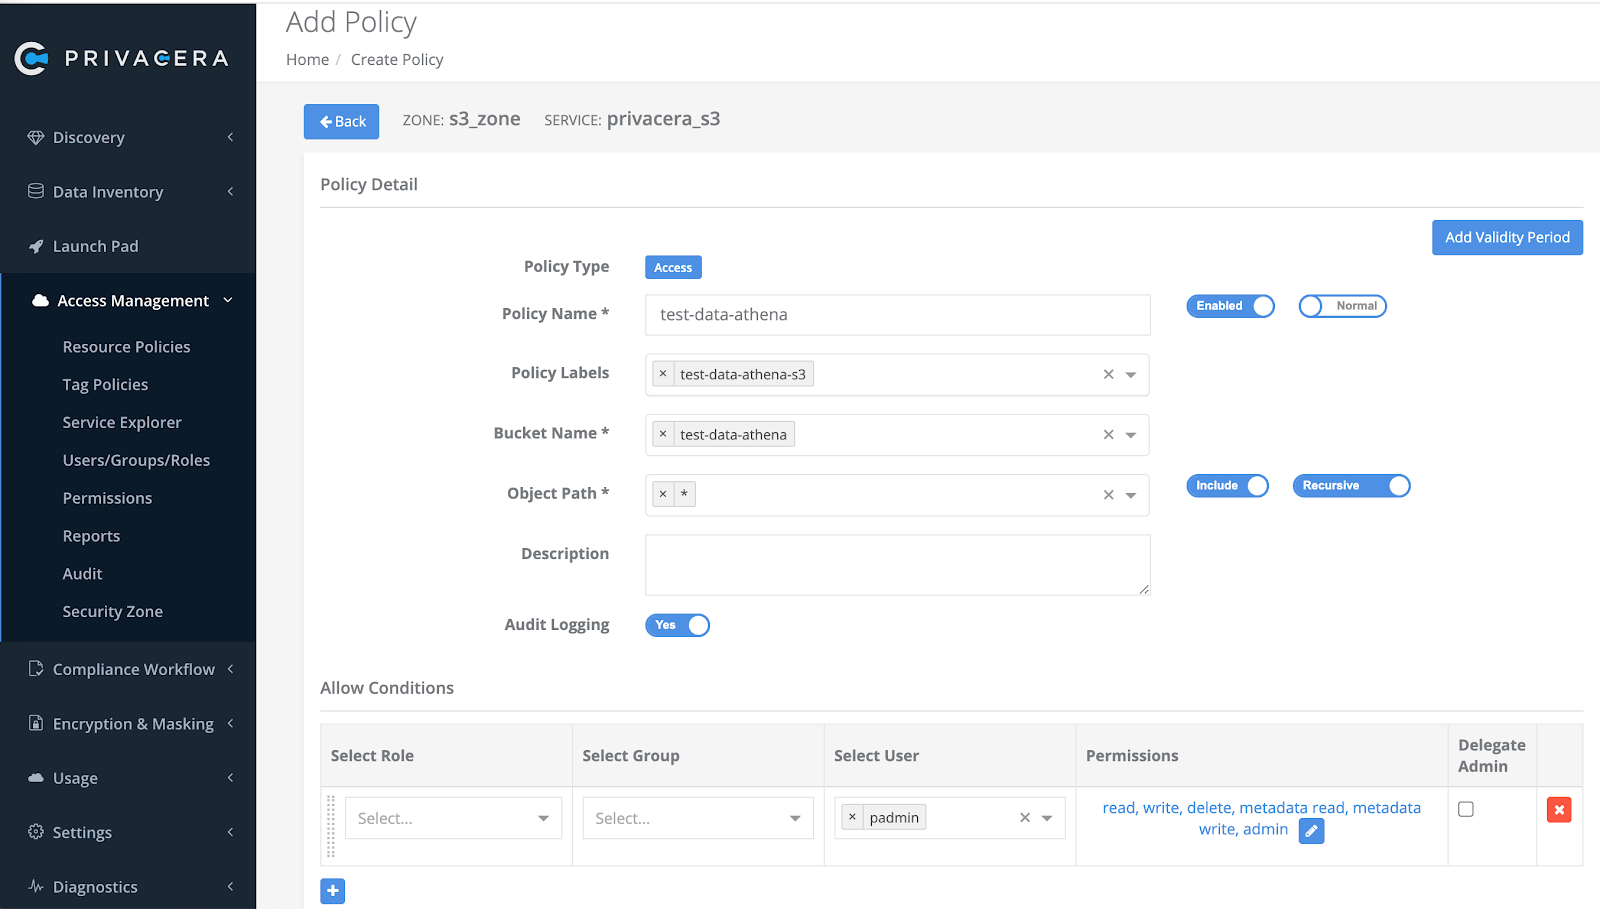 PRIVACERA
Discovery
Data Inventory
Launch Pad
Access Management
Resource Policies
Tag Policies
Service Explorer
Users/Groups/Roles
Permissions
Reports
Audit
Security Zone
Compliance Workflow
Encryption & Masking
Usage
Settings
Diagnostics
Add Policy
Home / Create Policy
Back ZONE: s3_zone SERVICE: privacera_s3
Policy Detail
Add Validity Period
Policy Type Access
Policy Name * test-data-athena Enabled Normal
Policy Labels × test-data-athena-s3
Bucket Name * × test-data-athena
Object Path * × * Include Recursive
Description
Audit Logging Yes
Allow Conditions
Select Role Select Group Select User Permissions Delegate Admin
Select... Select... × padmin read, write, delete, metadata read, metadata
write, admin